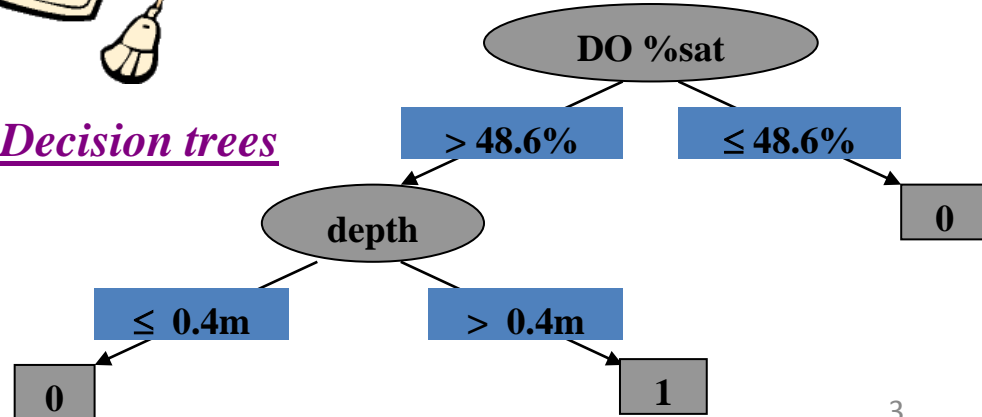 DO %sat
Decision trees
> 48.6%
≤ 48.6%
depth
0
≤ 0.4m
> 0.4m
0
1
3